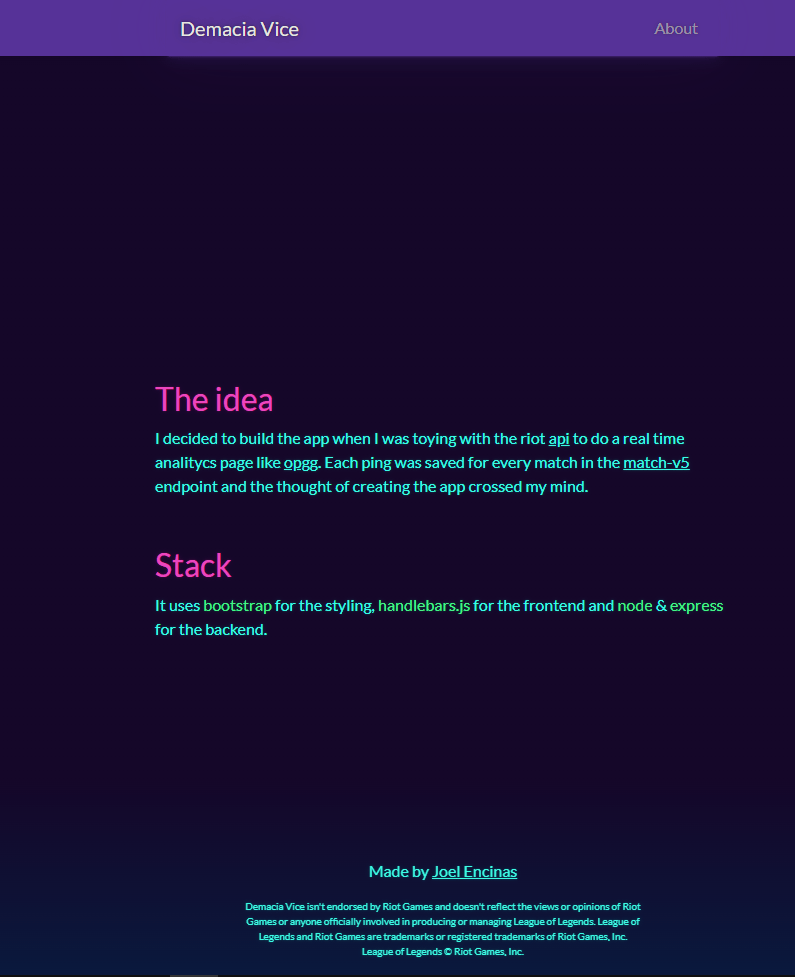 Demacia Vice
About
The idea
I decided to build the app when I was toying with the riot api to do a real time
analitycs page like opgg. Each ping was saved for every match in the match-v5
endpoint and the thought of creating the app crossed my mind.
Stack
It uses bootstrap for the styling, handlebars.js for the frontend and node & express
for the backend.
Made by Joel Encinas
Demacia Vice isn't endorsed by Riot Games and doesn't reflect the views or opinions of Riot
Games or anyone officially involved in producing or managing League of Legends. League of
Legends and Riot Games are trademarks or registered trademarks of Riot Games, Inc.
League of Legends © Riot Games, Inc.